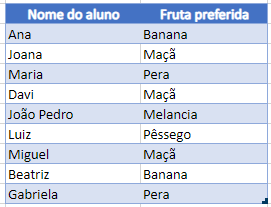 Nome do aluno Fruta preferida
Ana Banana
Joana Maçã
Maria Pera
Davi Maçã
João Pedro Melancia
Luiz Pêssego
Miguel Maçã
Beatriz Banana
Gabriela Pera